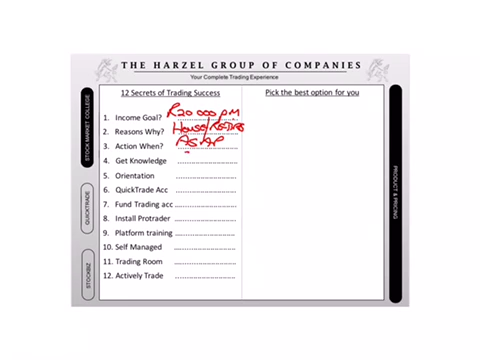 THE HARZEL GROUP OF COMPANIES
Your Complete Trading Experience
12 Secrets of Trading Success
1. Income Goal? R20 000 p.m
2. Reasons Why? House/RETIRE
3. Action When? ASAP
4. Get Knowledge ....................
5. Orientation ....................
6. QuickTrade Acc ....................
7. Fund Trading acc ....................
8. Install Protrader ....................
9. Platform training ....................
10. Self Managed ....................
11. Trading Room ....................
12. Actively Trade ....................
Pick the best option for you
STOCK MARKET COLLEGE
QUICKTRADE
STOCKBIZ
PRODUCT & PRICING